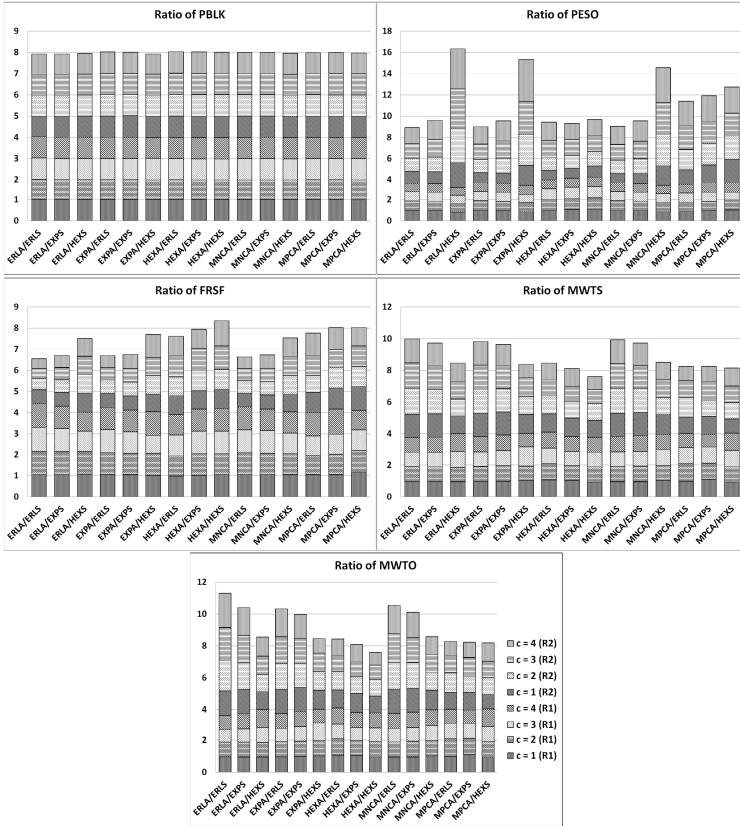 Ratio of PBLK
9
8
7
6
5
4
3
2
1
0
ERLA/ERLS
ERLA/EXPS
ERLA/HEXS
EXPA/ERLS
EXPA/EXPS
EXPA/HEXS
HEXA/ERLS
HEXA/EXPS
HEXA/HEXS
MNCA/ERLS
MNCA/EXPS
MNCA/HEXS
MPCA/ERLS
MPCA/EXPS
MPCA/HEXS
Ratio of PESO
18
16
14
12
10
8
6
4
2
0
ERLA/ERLS
ERLA/EXPS
ERLA/HEXS
EXPA/ERLS
EXPA/EXPS
EXPA/HEXS
HEXA/ERLS
HEXA/EXPS
HEXA/HEXS
MNCA/ERLS
MNCA/EXPS
MNCA/HEXS
MPCA/ERLS
MPCA/EXPS
MPCA/HEXS
Ratio of FRSF
9
8
7
6
5
4
3
2
1
0
ERLA/ERLS
ERLA/EXPS
ERLA/HEXS
EXPA/ERLS
EXPA/EXPS
EXPA/HEXS
HEXA/ERLS
HEXA/EXPS
HEXA/HEXS
MNCA/ERLS
MNCA/EXPS
MNCA/HEXS
MPCA/ERLS
MPCA/EXPS
MPCA/HEXS
Ratio of MWTS
12
10
8
6
4
2
0
ERLA/ERLS
ERLA/EXPS
ERLA/HEXS
EXPA/ERLS
EXPA/EXPS
EXPA/HEXS
HEXA/ERLS
HEXA/EXPS
HEXA/HEXS
MNCA/ERLS
MNCA/EXPS
MNCA/HEXS
MPCA/ERLS
MPCA/EXPS
MPCA/HEXS
Ratio of MWTO
12
10
8
6
4
2
0
ERLA/ERLS
ERLA/EXPS
ERLA/HEXS
EXPA/ERLS
EXPA/EXPS
EXPA/HEXS
HEXA/ERLS
HEXA/EXPS
HEXA/HEXS
MNCA/ERLS
MNCA/EXPS
MNCA/HEXS
MPCA/ERLS
MPCA/EXPS
MPCA/HEXS
c = 4 (R2)
c = 3 (R2)
c = 2 (R2)
c = 1 (R2)
c = 4 (R1)
c = 3 (R1)
c = 2 (R1)
c = 1 (R1)